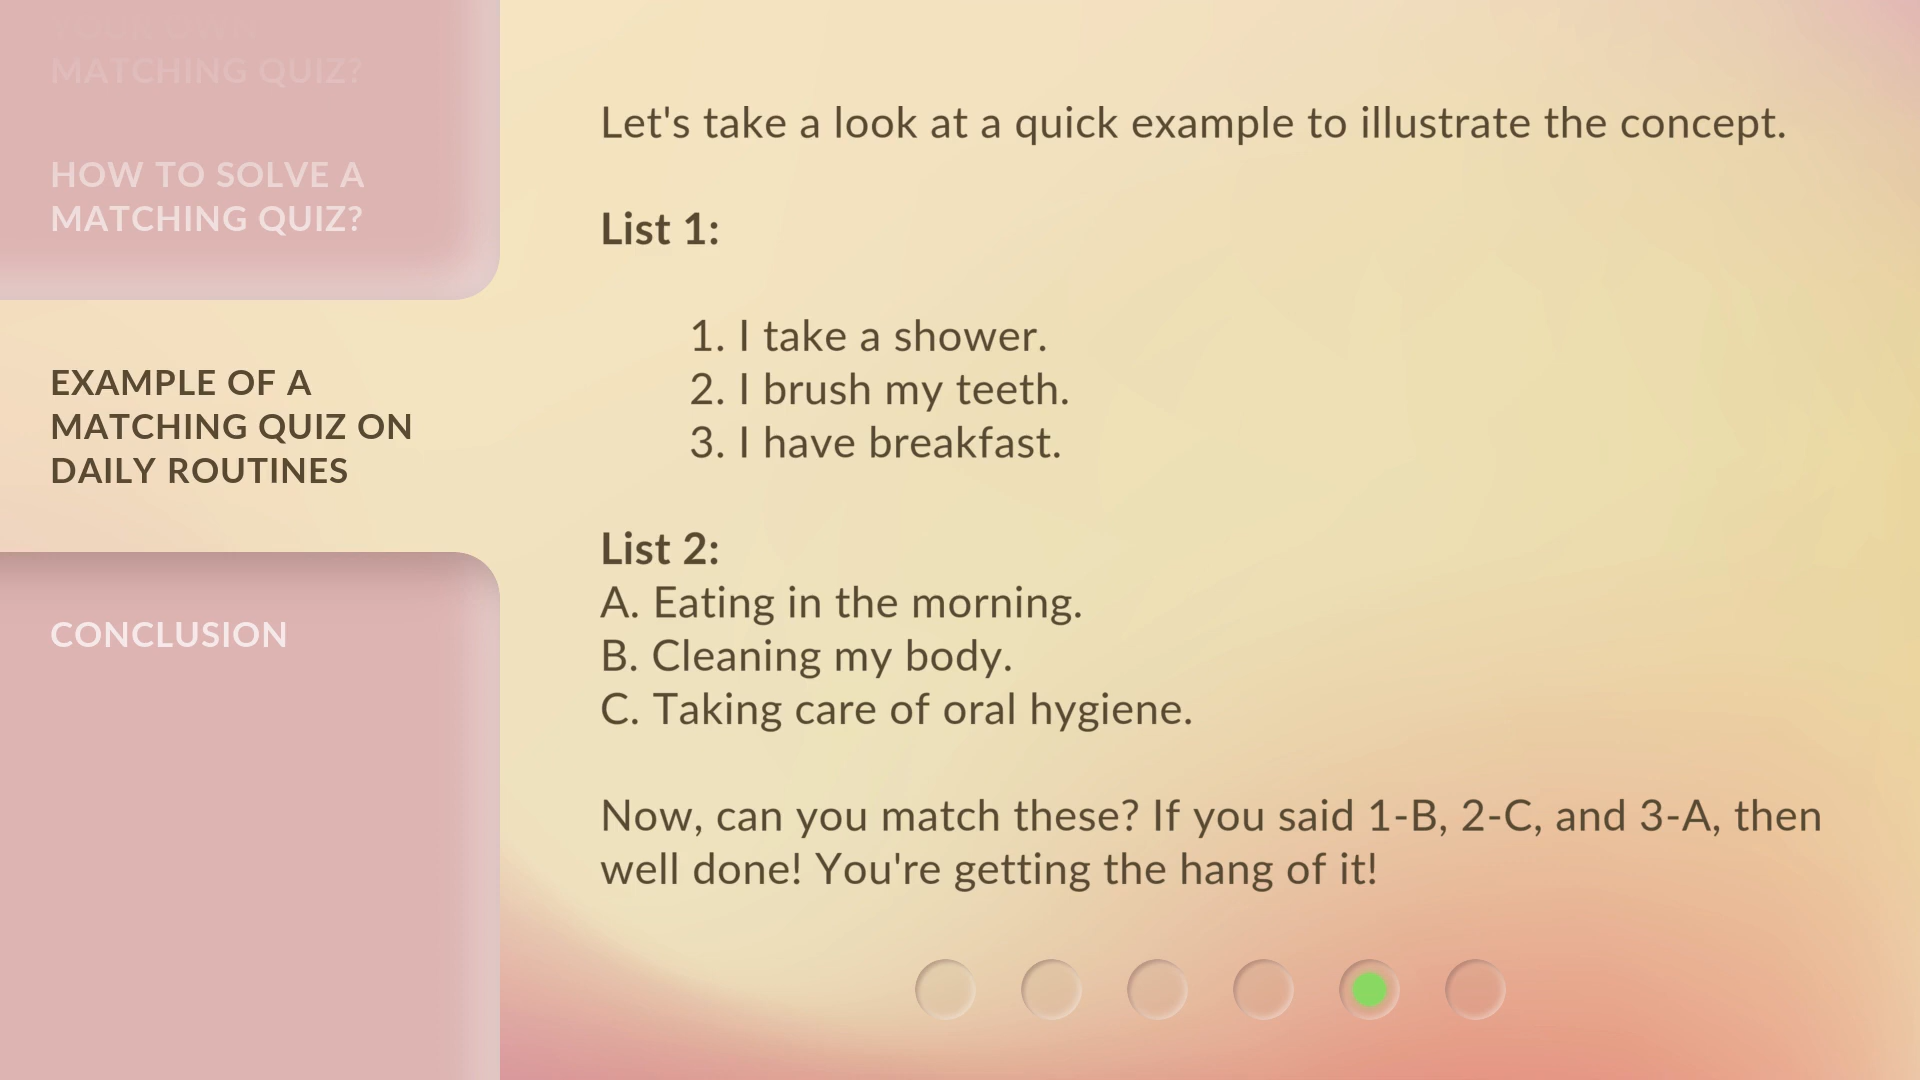 YOUR OWN
MATCHING QUIZ?
HOW TO SOLVE A
MATCHING QUIZ?
EXAMPLE OF A
MATCHING QUIZ ON
DAILY ROUTINES
CONCLUSION
Let's take a look at a quick example to illustrate the concept.
List 1:
1. I take a shower.
2. I brush my teeth.
3. I have breakfast.
List 2:
A. Eating in the morning.
B. Cleaning my body.
C. Taking care of oral hygiene.
Now, can you match these? If you said 1-B, 2-C, and 3-A, then
well done! You're getting the hang of it!